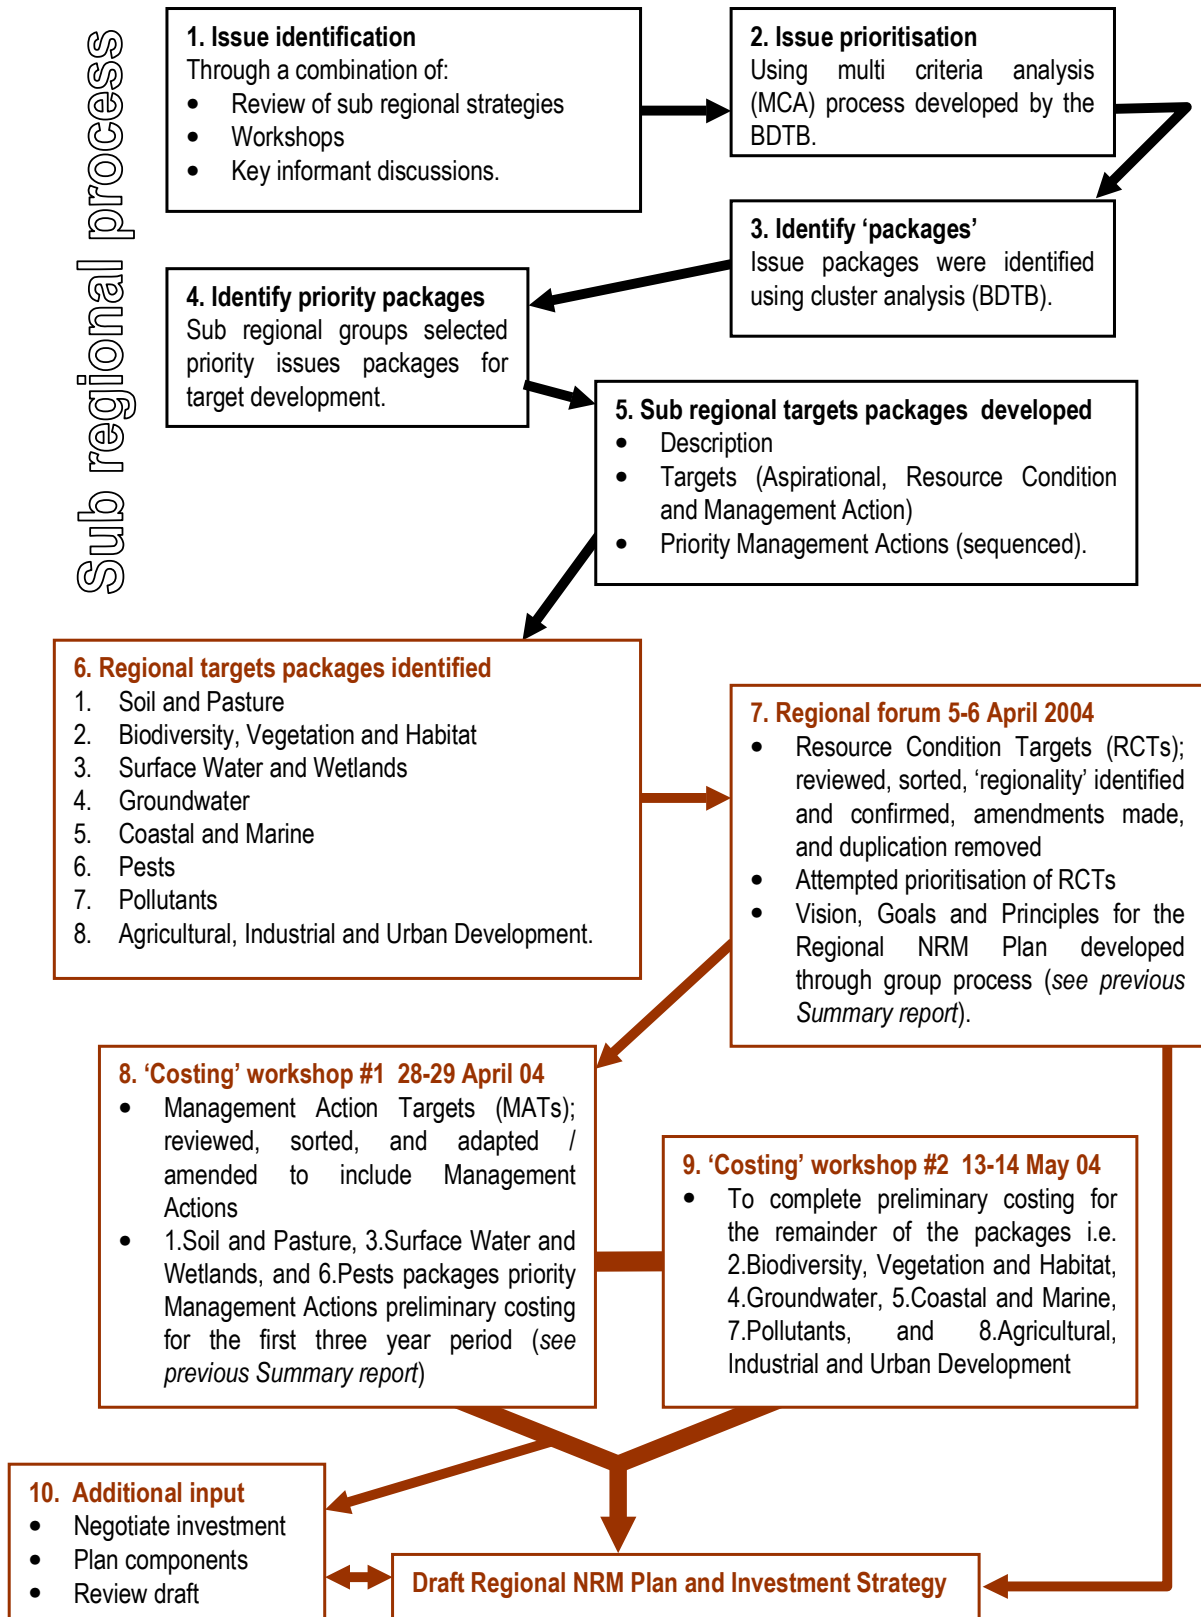 Sub regional process
1. Issue identification
Through a combination of:
• Review of sub regional strategies
• Workshops
• Key informant discussions.
2. Issue prioritisation
Using multi criteria analysis
(MCA) process developed by the
BDTB.
3. Identify ‘packages’
Issue packages were identified
using cluster analysis (BDTB).
4. Identify priority packages
Sub regional groups selected
priority issues packages for
target development.
5. Sub regional targets packages developed
• Description
• Targets (Aspirational, Resource Condition
and Management Action)
• Priority Management Actions (sequenced).
6. Regional targets packages identified
1. Soil and Pasture
2. Biodiversity, Vegetation and Habitat
3. Surface Water and Wetlands
4. Groundwater
5. Coastal and Marine
6. Pests
7. Pollutants
8. Agricultural, Industrial and Urban Development.
7. Regional forum 5-6 April 2004
• Resource Condition Targets (RCTs);
reviewed, sorted, ‘regionality’ identified
and confirmed, amendments made,
and duplication removed
• Attempted prioritisation of RCTs
• Vision, Goals and Principles for the
Regional NRM Plan developed
through group process (see previous
Summary report).
8. ‘Costing’ workshop #1 28-29 April 04
• Management Action Targets (MATs);
reviewed, sorted, and adapted /
amended to include Management
Actions
• 1.Soil and Pasture, 3.Surface Water and
Wetlands, and 6.Pests packages priority
Management Actions preliminary costing
for the first three year period (see
previous Summary report)
9. ‘Costing’ workshop #2 13-14 May 04
• To complete preliminary costing for
the remainder of the packages i.e.
2.Biodiversity, Vegetation and Habitat,
4.Groundwater, 5.Coastal and Marine,
7.Pollutants, and 8.Agricultural,
Industrial and Urban Development
10. Additional input
• Negotiate investment
• Plan components
• Review draft
Draft Regional NRM Plan and Investment Strategy